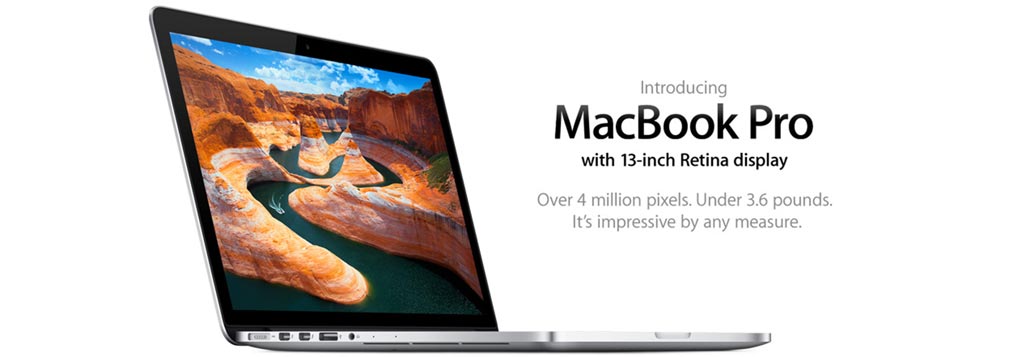 Introducing
MacBook Pro
with 13-inch Retina display
Over 4 million pixels. Under 3.6 pounds.
It's impressive by any measure.